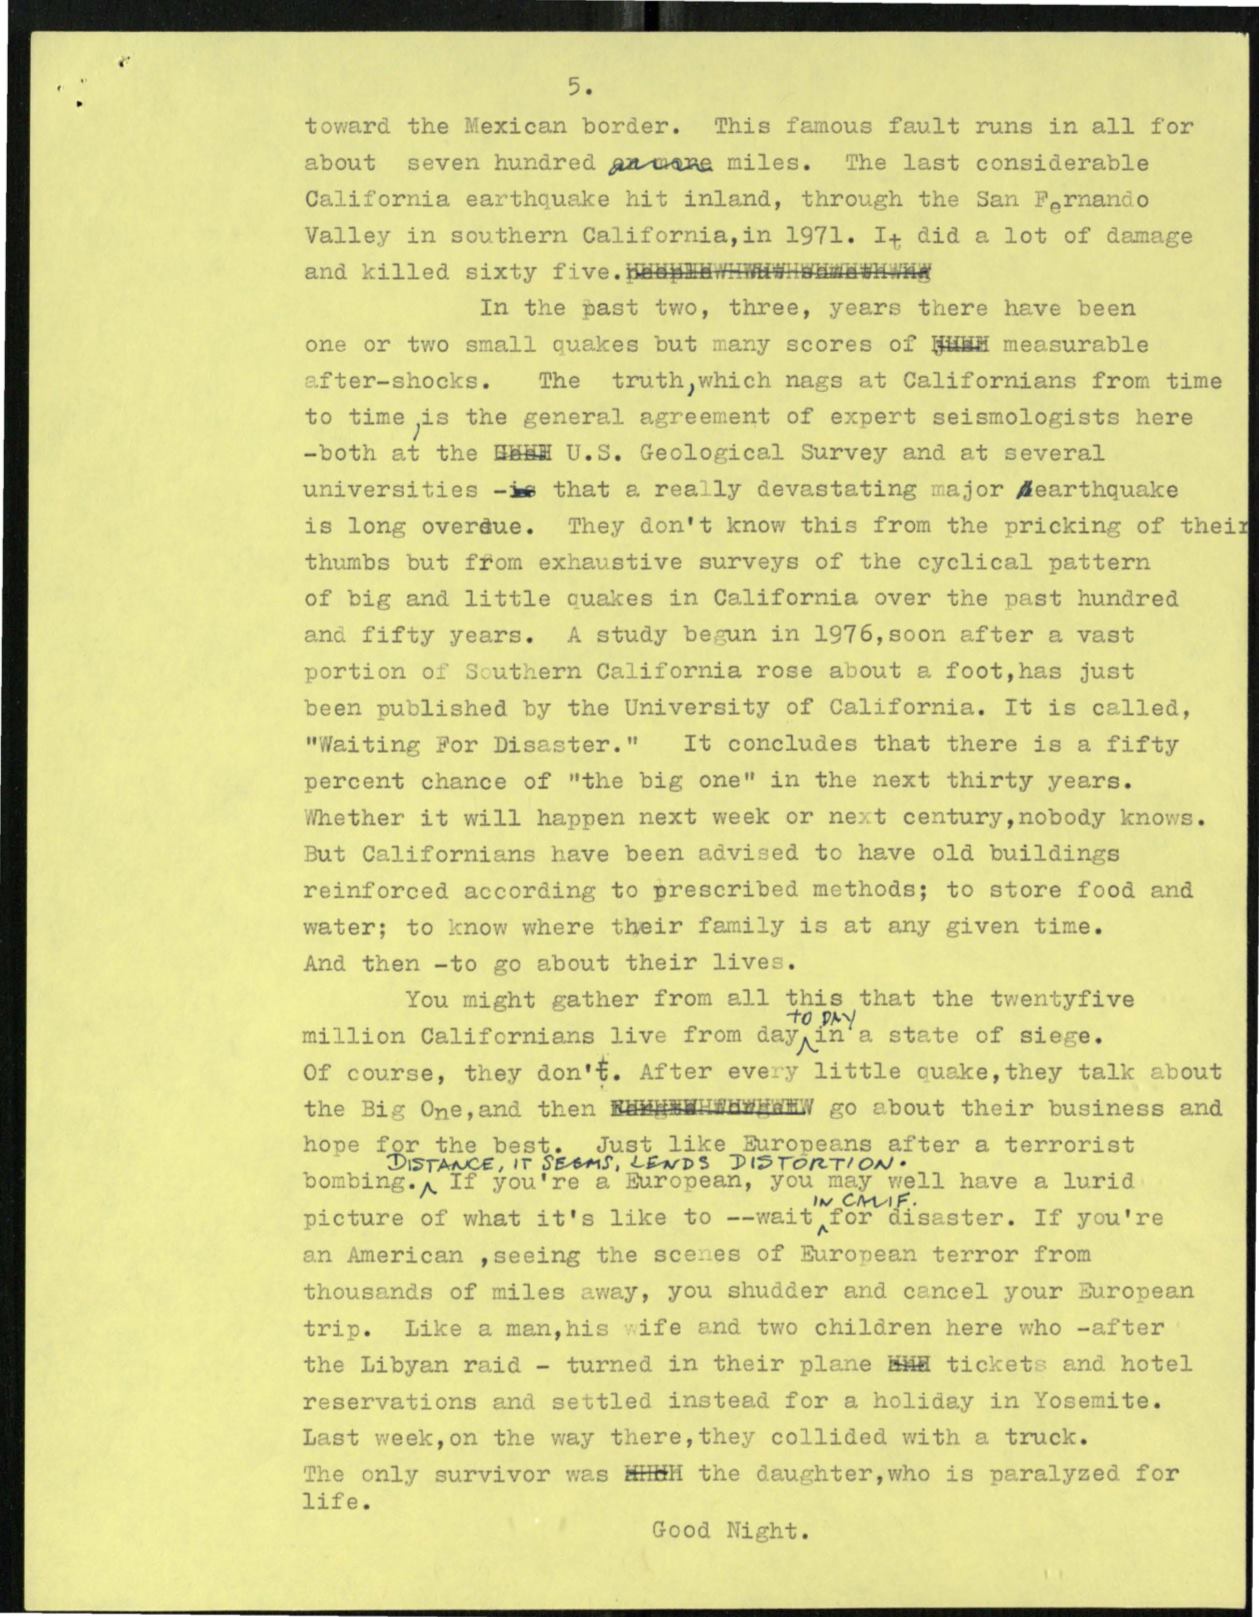 5.
toward the Mexican border. This famous fault runs in all for
about seven hundred miles. The last considerable
California earthquake hit inland, through the San Fernando
Valley in southern California,in 1971. It did a lot of damage
and killed sixty five.
In the past two, three, years there have been
one or two small quakes but many scores of measurable
after-shocks. The truth,which nags at Californians from time
to time,is the general agreement of expert seismologists here
-both at the U.S. Geological Survey and at several
universities - that a really devastating major earthquake
is long overdue. They don't know this from the pricking of their
thumbs but from exhaustive surveys of the cyclical pattern
of big and little quakes in California over the past hundred
and fifty years. A study begun in 1976,soon after a vast
portion of Southern California rose about a foot,has just
been published by the University of California. It is called,
"Waiting For Disaster." It concludes that there is a fifty
percent chance of "the big one" in the next thirty years.
Whether it will happen next week or next century,nobody knows.
But Californians have been advised to have old buildings
reinforced according to prescribed methods; to store food and
water; to know where their family is at any given time.
And then -to go about their lives.
You might gather from all this that the twentyfive
TO DAY
million Californians live from day in a state of siege.
Of course, they don't. After every little quake,they talk about
the Big One,and then go about their business and
hope for the best. Just like Europeans after a terrorist
DISTANCE, IT SEEMS, LENDS DISTORTION.
bombing. If you're a European, you may well have a lurid
IN CALIF.
picture of what it's like to --wait for disaster. If you're
an American ,seeing the scenes of European terror from
thousands of miles away, you shudder and cancel your European
trip. Like a man,his wife and two children here who -after
the Libyan raid - turned in their plane tickets and hotel
reservations and settled instead for a holiday in Yosemite.
Last week,on the way there,they collided with a truck.
The only survivor was the daughter,who is paralyzed for
life.
Good Night.